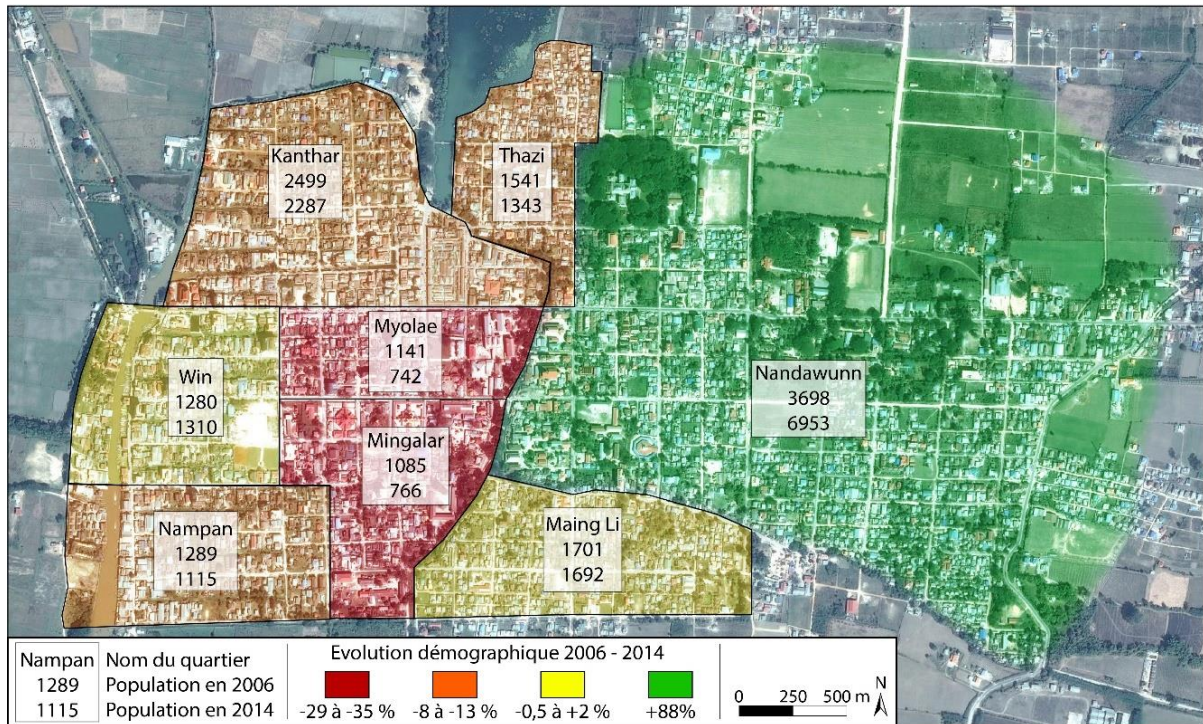 Kanthar
2499
2287
Thazi
1541
1343
Myolae
1141
742
Win
1280
1310
Nandawunn
3698
6953
Mingalar
1085
766
Nampan
1289
1115
Maing Li
1701
1692
Nampan Nom du quartier
1289 Population en 2006
1115 Population en 2014
Evolution démographique 2006 - 2014
-29 à -35 % -8 à -13 % -0,5 à +2 % +88%
0 250 500 m
N